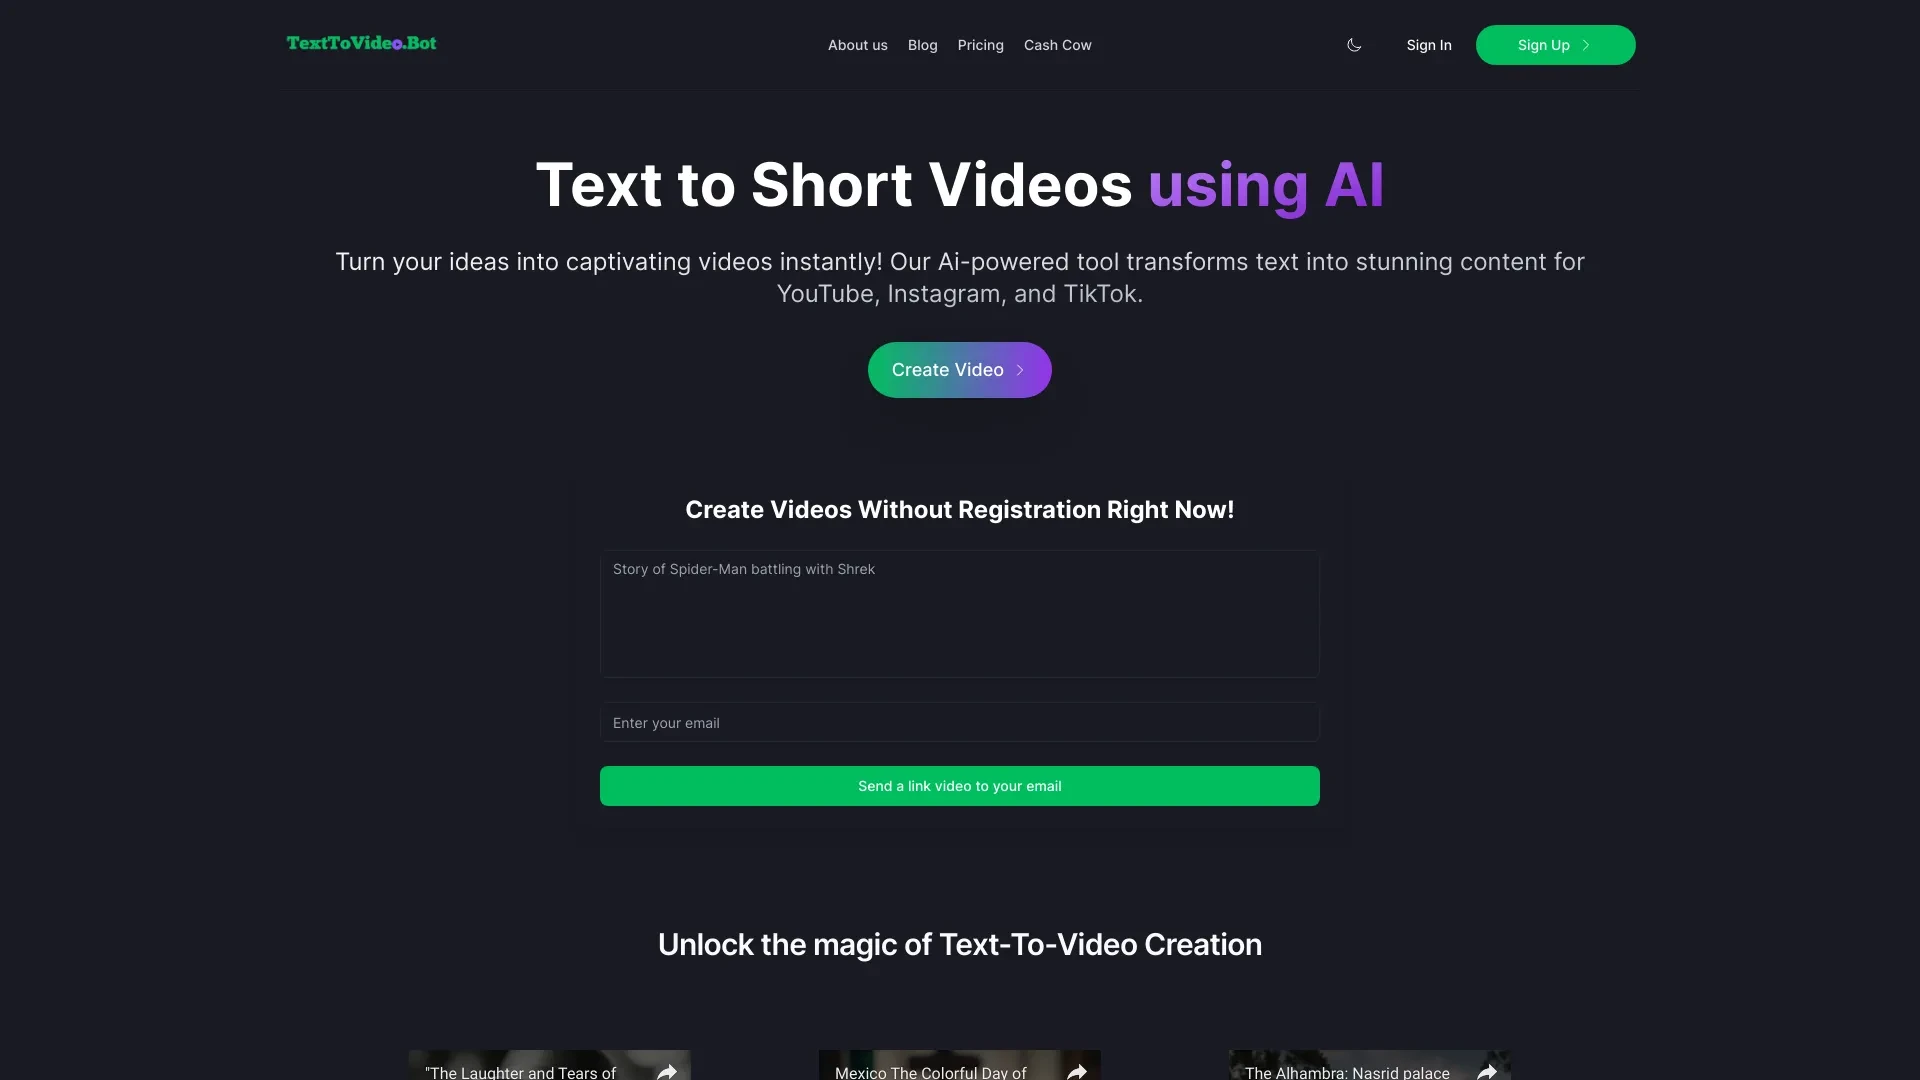 TextToVideo.Bot
About us Blog Pricing Cash Cow
Sign In
Sign Up
Text to Short Videos using AI
Turn your ideas into captivating videos instantly! Our Ai-powered tool transforms text into stunning content for
YouTube, Instagram, and TikTok.
Create Video
Create Videos Without Registration Right Now!
Story of Spider-Man battling with Shrek
Enter your email
Send a link video to your email
Unlock the magic of Text-To-Video Creation
"The Laughter and Tears of
Mexico The Colorful Day of
The Alhambra: Nasrid palace